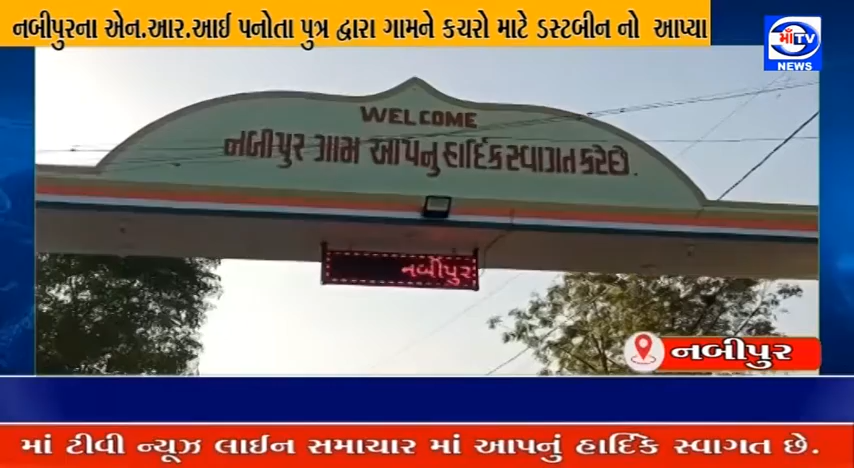 નબીપુરના એન.આર.આઈ પનોતા પુત્ર દ્વારા ગામને કચરો માટે ડસ્ટબીન નો આપ્યા
માઁ TV
NEWS
WELCOME
નબીપુર ગ્રામ આપનુ હાર્દિક સ્વાગત કરે છે.
નબીપુર
નબીપુર
માં ટીવી ન્યૂઝ લાઈન સમાચાર માં આપનું હાર્દિક સ્વાગત છે.